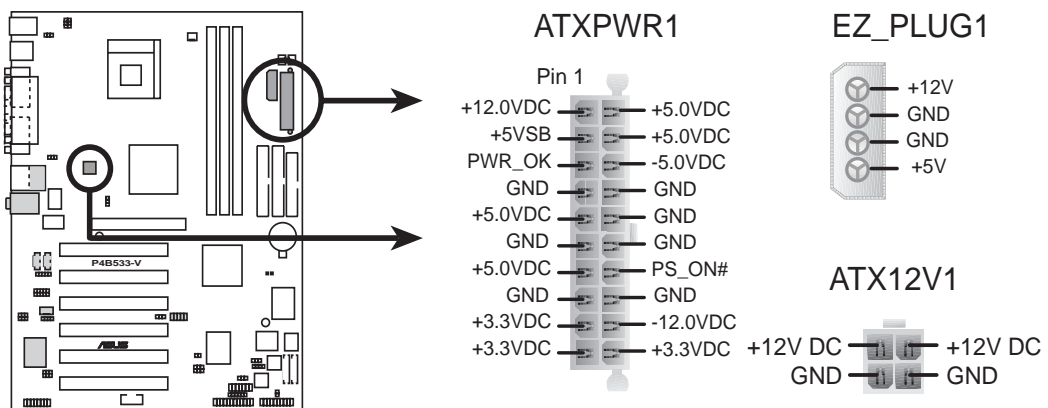 ATXPWR1
EZ_PLUG1
Pin 1
+12.0VDC +5.0VDC
+5VSB +5.0VDC
PWR_OK -5.0VDC
GND GND
+5.0VDC GND
GND GND
+5.0VDC PS_ON#
GND GND
+3.3VDC -12.0VDC
+3.3VDC +3.3VDC
+12V
GND
GND
+5V
ATX12V1
+12V DC +12V DC
GND GND
P4B533-V
ASUS